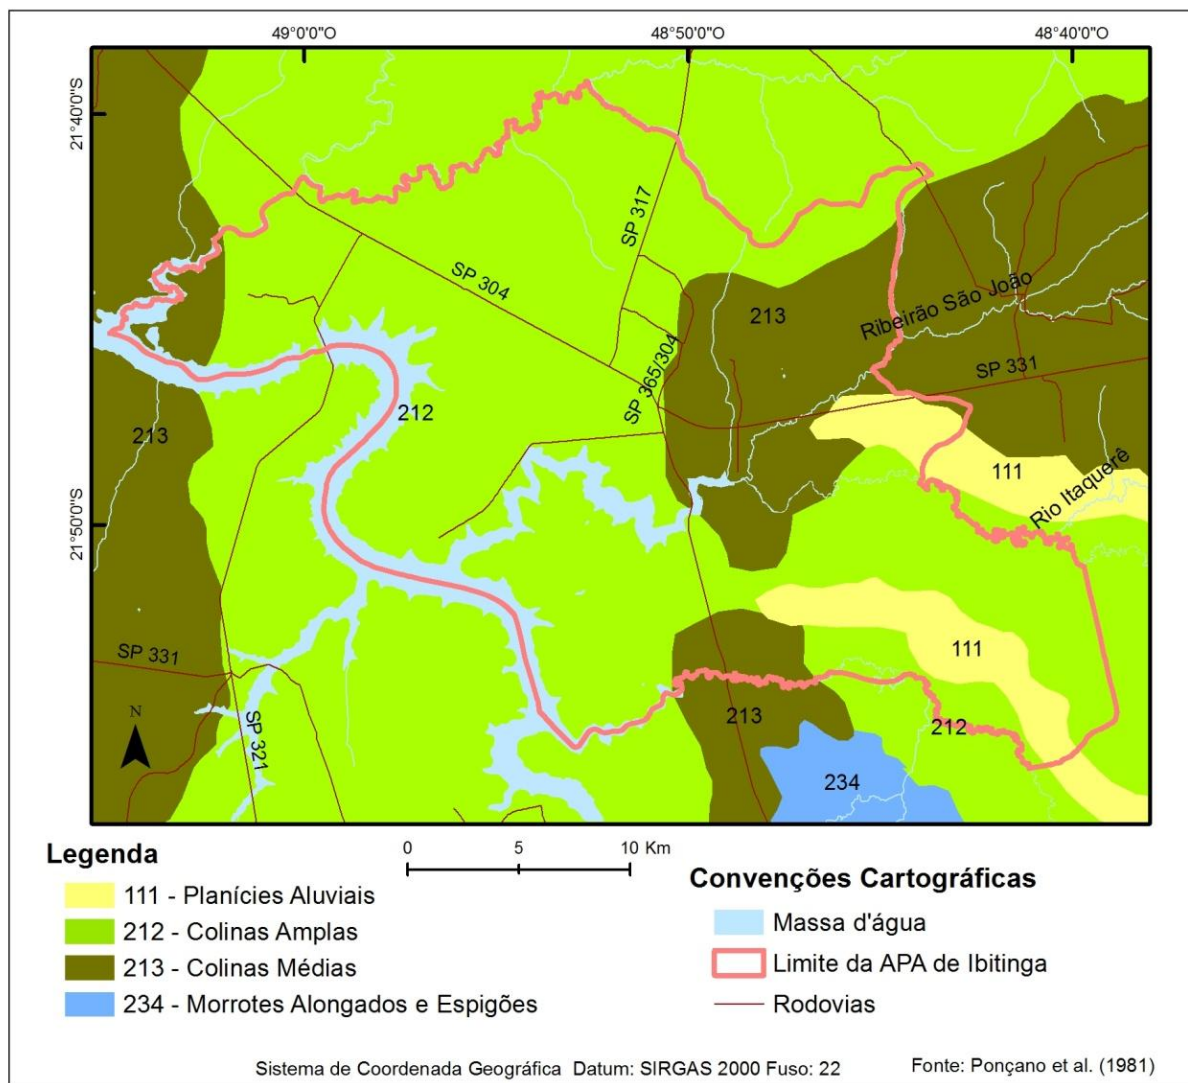 49°0'0"O
48°50'0"O
48°40'0"O
21°40'0"S
21°50'0"S
SP 317
SP 304
213
Ribeirão São João
SP 365/304
SP 331
212
213
111
Rio Itaquerê
111
SP 331
SP 321
213
212
234
N
Legenda
111 - Planícies Aluviais
212 - Colinas Amplas
213 - Colinas Médias
234 - Morrotes Alongados e Espigões
0 5 10 Km
Convenções Cartográficas
Massa d'água
Limite da APA de Ibitinga
Rodovias
Sistema de Coordenada Geográfica Datum: SIRGAS 2000 Fuso: 22
Fonte: Ponçano et al. (1981)